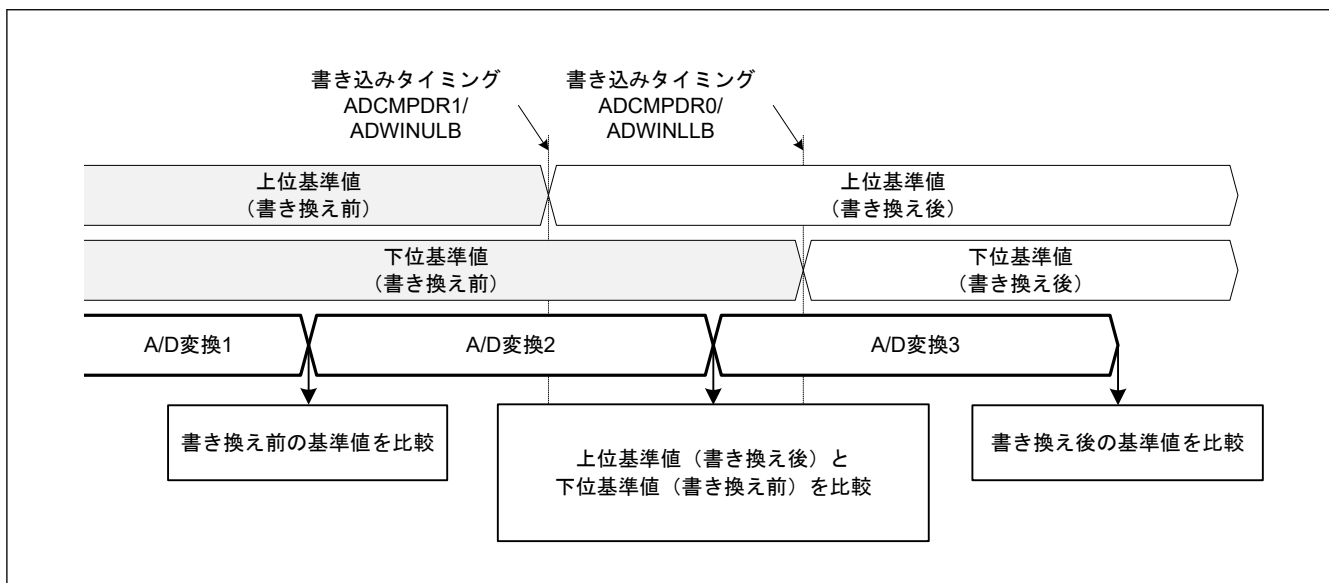 書き込みタイミング
ADCMPDR1/
ADWINULB
書き込みタイミング
ADCMPDR0/
ADWINLLB
上位基準値
（書き換え前）
上位基準値
（書き換え後）
下位基準値
（書き換え前）
下位基準値
（書き換え後）
A/D変換1
A/D変換2
A/D変換3
書き換え前の基準値を比較
上位基準値（書き換え後）と
下位基準値（書き換え前）を比較
書き換え後の基準値を比較